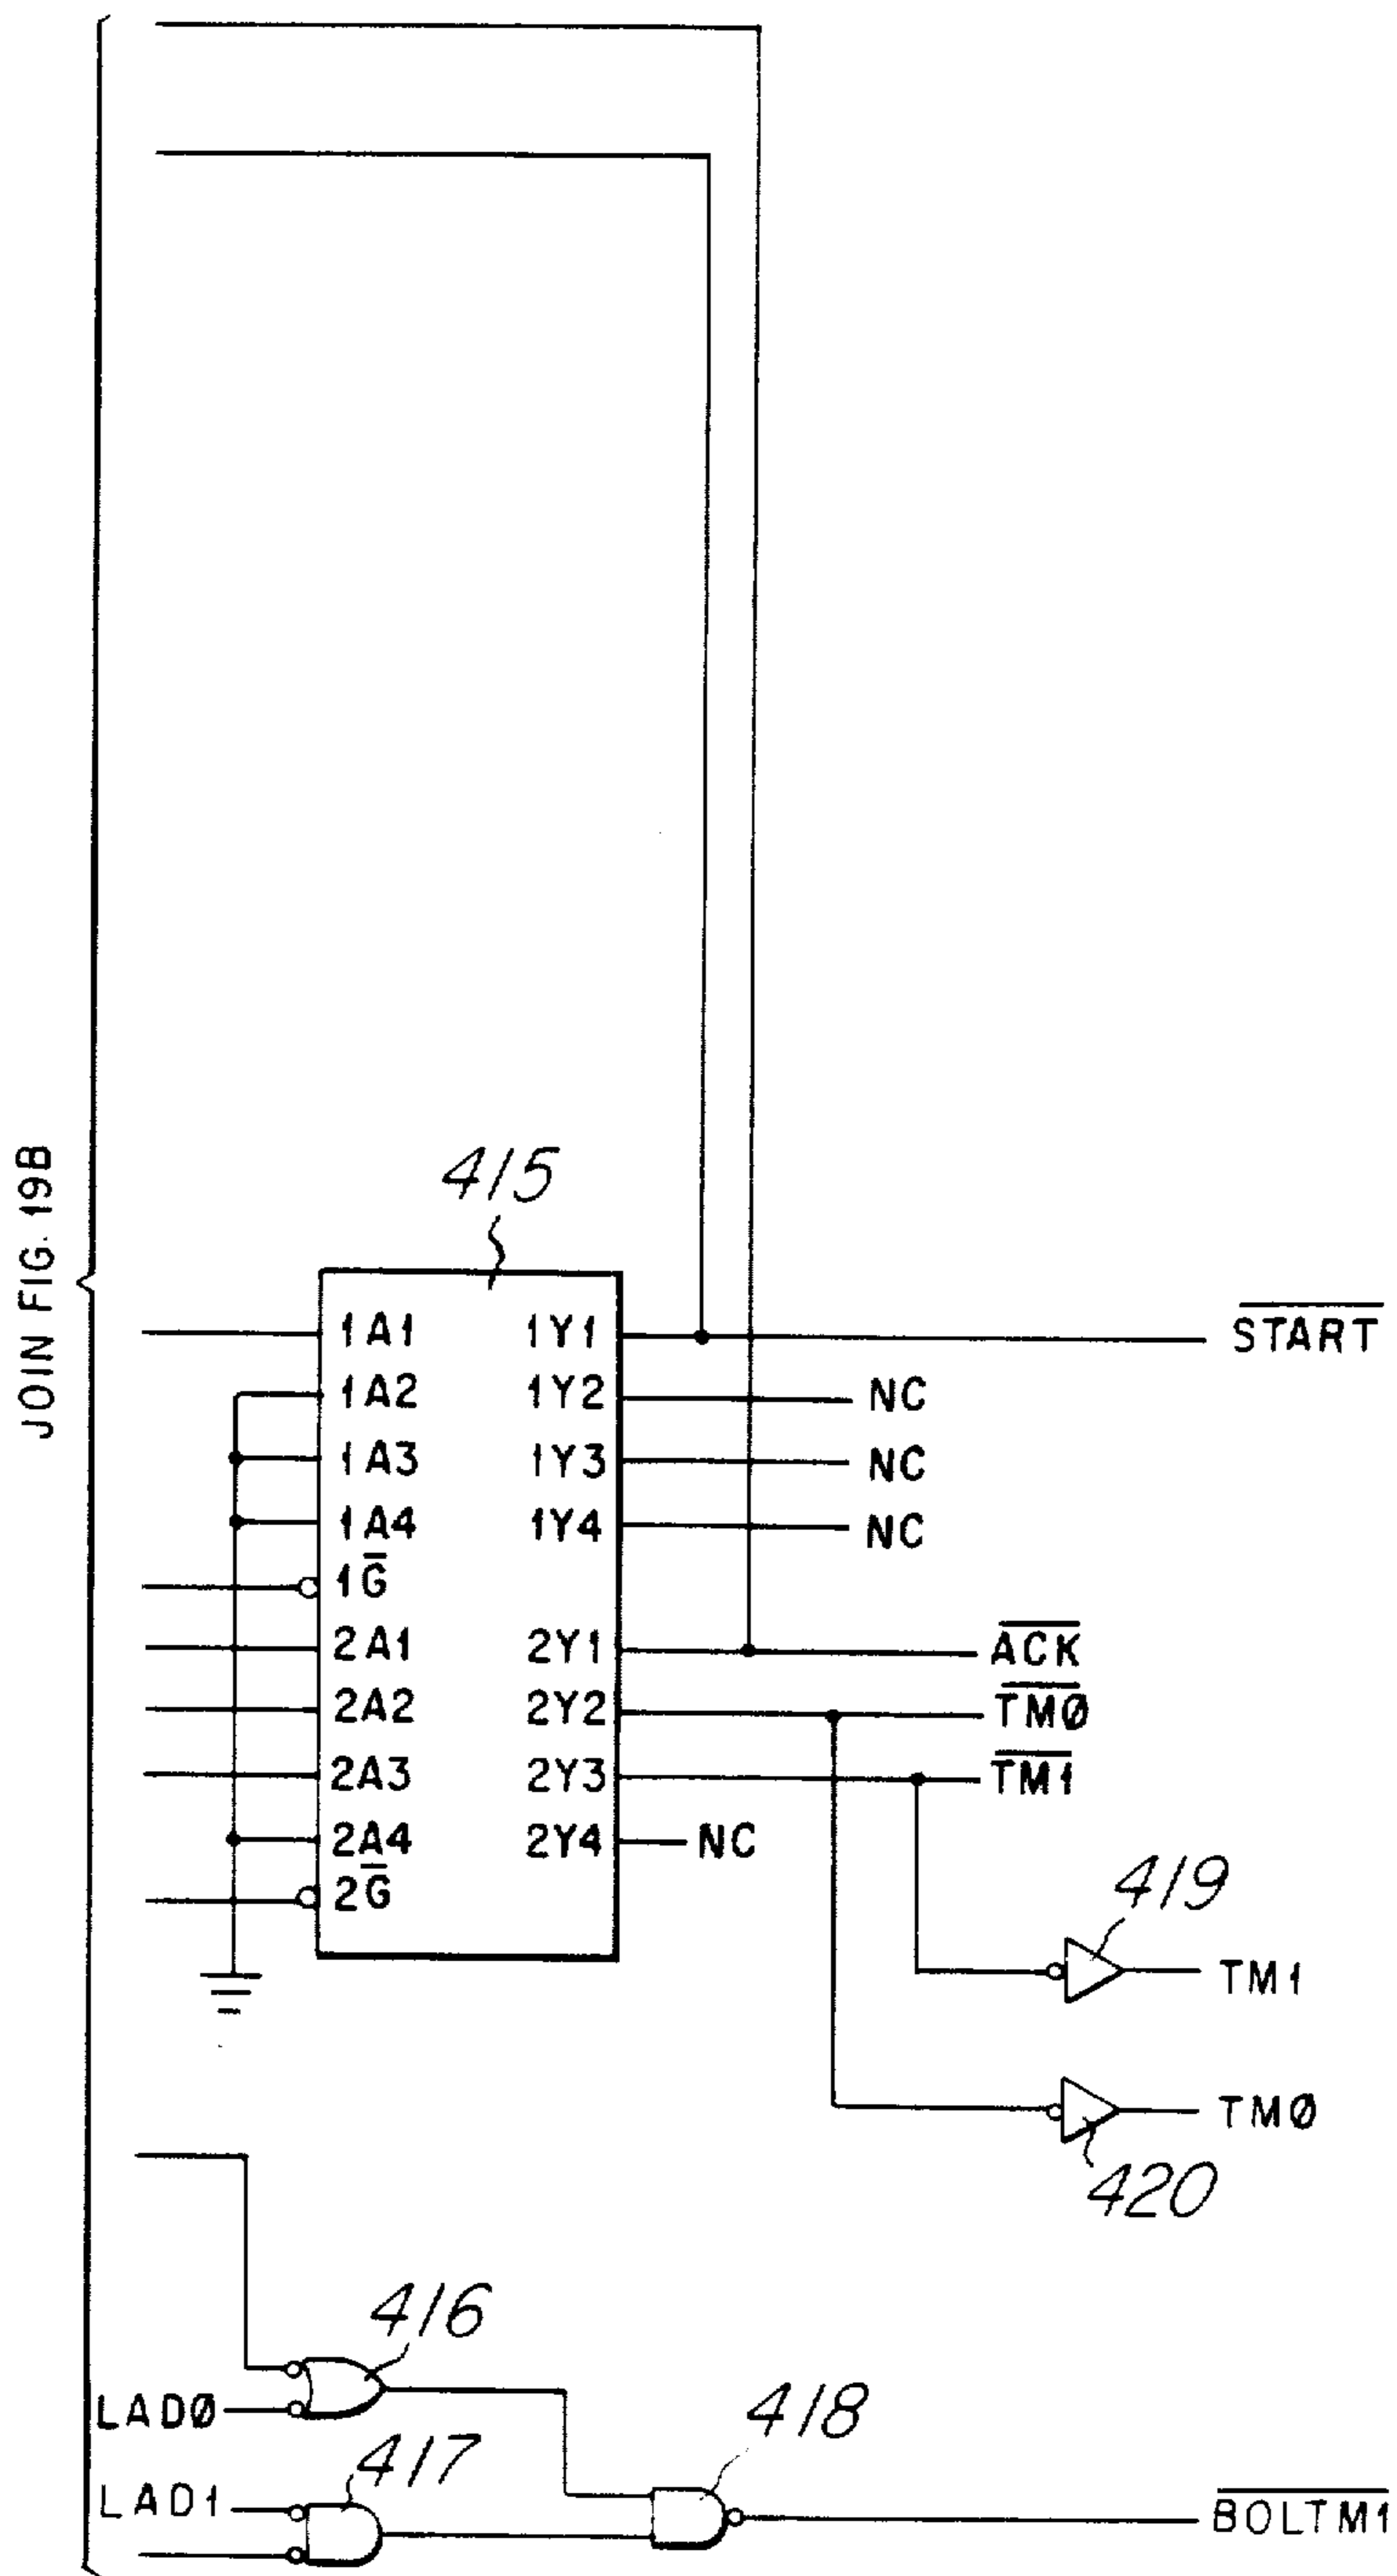 JOIN FIG. 19B
415
1A1 1Y1 START
1A2 1Y2 NC
1A3 1Y3 NC
1A4 1Y4 NC
1G
2A1 2Y1 ACK
2A2 2Y2 TMØ
2A3 2Y3 TM1
2A4 2Y4 NC
2G
419
TM1
TMØ
420
416
LADØ
418
417
LAD1
BOLTM1